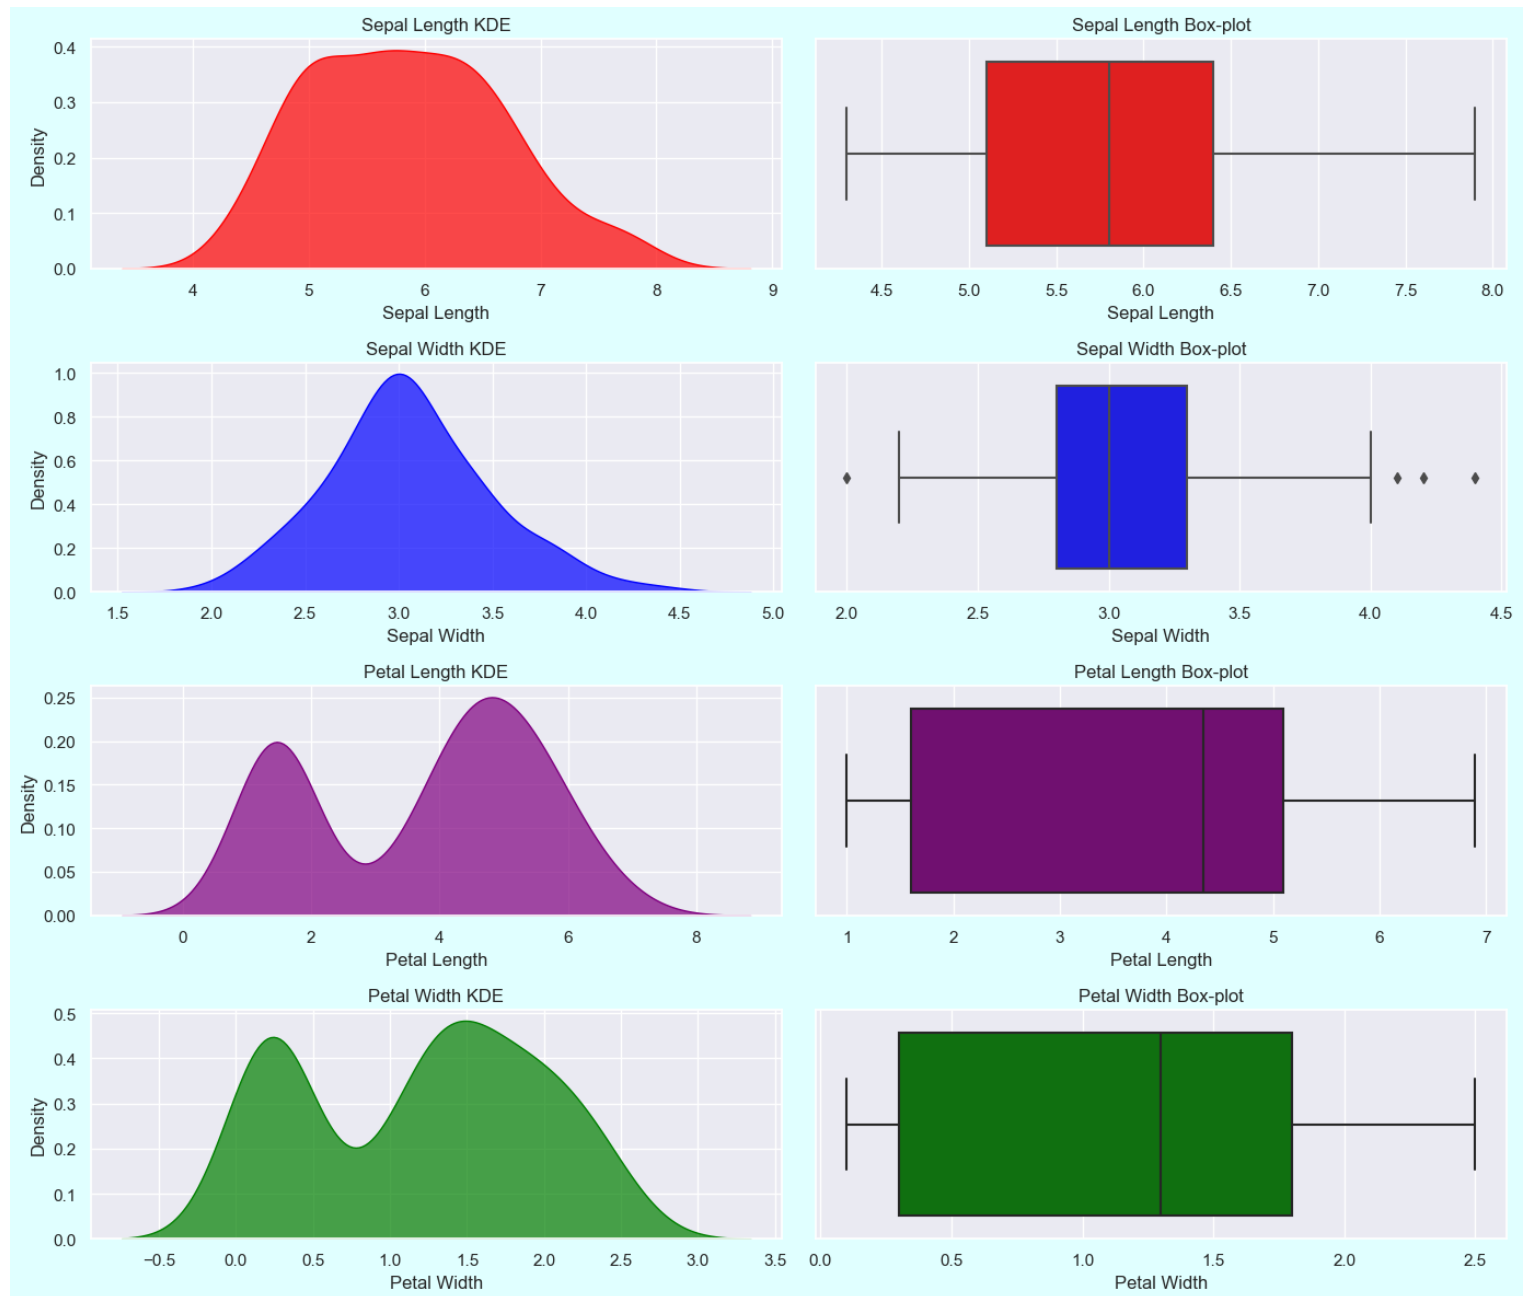 Sepal Length KDE
0.4
0.3
0.2
0.1
0.0
Density
4 5 6 7 8 9
Sepal Length
Sepal Length Box-plot
4.5 5.0 5.5 6.0 6.5 7.0 7.5 8.0
Sepal Length
Sepal Width KDE
1.0
0.8
0.6
0.4
0.2
0.0
Density
1.5 2.0 2.5 3.0 3.5 4.0 4.5 5.0
Sepal Width
Sepal Width Box-plot
2.0 2.5 3.0 3.5 4.0 4.5
Sepal Width
Petal Length KDE
0.25
0.20
0.15
0.10
0.05
0.00
Density
0 2 4 6 8
Petal Length
Petal Length Box-plot
1 2 3 4 5 6 7
Petal Length
Petal Width KDE
0.5
0.4
0.3
0.2
0.1
0.0
Density
−0.5 0.0 0.5 1.0 1.5 2.0 2.5 3.0 3.5
Petal Width
Petal Width Box-plot
0.0 0.5 1.0 1.5 2.0 2.5
Petal Width